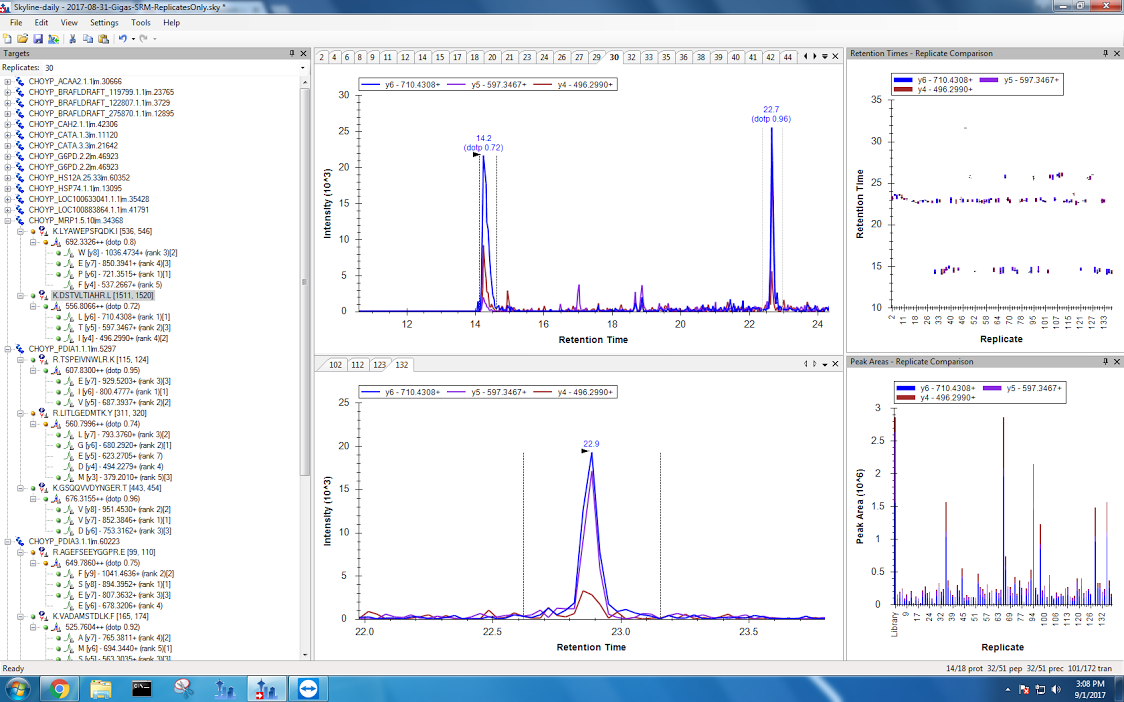 Skyline-daily - 2017-08-31-Gigas-SRM-ReplicatesOnly.sky *
File Edit View Settings Tools Help
Targets
Replicates: 30
CHOYP_ACAA2.1.1|m.30666
CHOYP_BRAFLDRAFT_119799.1.1|m.23765
CHOYP_BRAFLDRAFT_122807.1.1|m.3729
CHOYP_BRAFLDRAFT_275870.1.1|m.12895
CHOYP_CAH2.1.1|m.42306
CHOYP_CATA.1.3|m.11120
CHOYP_CATA.3.3|m.21642
CHOYP_G6PD.2.2|m.46923
CHOYP_G6PD.2.2|m.46923
CHOYP_HS12A.25.33|m.60352
CHOYP_HSP74.1.1|m.13095
CHOYP_LOC100633041.1.1|m.35428
CHOYP_LOC100883864.1.1|m.41791
CHOYP_MRP1.5.10|m.34368
K.LYAWEPSFQDK.I [536, 546]
692.3326++ (dotp 0.8)
W [y8] - 1036.4734+ (rank 3)[2]
E [y7] - 850.3941+ (rank 4)[3]
P [y6] - 721.3515+ (rank 1)[1]
F [y4] - 537.2667+ (rank 5)
K.DSTVLTIAHR.L [1511, 1520]
556.8066++ (dotp 0.72)
L [y6] - 710.4308+ (rank 1)[1]
T [y5] - 597.3467+ (rank 2)[3]
I [y4] - 496.2990+ (rank 4)[2]
CHOYP_PDIA1.1.1|m.5297
R.TSPEIVNWLR.K [115, 124]
607.8300++ (dotp 0.95)
E [y7] - 929.5203+ (rank 3)[3]
I [y6] - 800.4777+ (rank 1)[1]
V [y5] - 687.3937+ (rank 2)[2]
R.LITLGEDMTK.Y [311, 320]
560.7996++ (dotp 0.74)
L [y7] - 793.3760+ (rank 3)[2]
G [y6] - 680.2920+ (rank 2)[1]
E [y5] - 623.2705+ (rank 7)
D [y4] - 494.2279+ (rank 4)
M [y3] - 379.2010+ (rank 5)[3]
K.GSQQVVDYNGER.T [443, 454]
676.3155++ (dotp 0.96)
V [y8] - 951.4530+ (rank 2)[2]
V [y7] - 852.3846+ (rank 1)[1]
D [y6] - 753.3162+ (rank 3)[3]
CHOYP_PDIA3.1.1|m.60223
R.AGEFSEEYGGPR.E [99, 110]
649.7860++ (dotp 0.75)
F [y9] - 1041.4636+ (rank 2)[2]
S [y8] - 894.3952+ (rank 1)[1]
E [y7] - 807.3632+ (rank 3)[3]
E [y6] - 678.3206+ (rank 4)
K.VADAMSTDLK.F [165, 174]
525.7604++ (dotp 0.92)
A [y7] - 765.3811+ (rank 4)[2]
M [y6] - 694.3440+ (rank 5)[1]
S [y5] - 563.3035+ (rank 3)[3]
2 4 6 8 9 10 11 12 15 17 18 19 20 21 23 27 28 29 30 32 33 35 36 38 39 40 41 42 44
y6 - 710.4308+ y5 - 597.3467+ y4 - 496.2990+
30
25
20
15
10
5
0
Intensity (10^3)
14.2
(dotp 0.72)
22.7
(dotp 0.96)
12 14 16 18 20 22 24
Retention Time
102 112 123 132
y6 - 710.4308+ y5 - 597.3467+ y4 - 496.2990+
25
20
15
10
5
0
Intensity (10^3)
22.9
22.0 22.5 23.0 23.5
Retention Time
Retention Times - Replicate Comparison
y6 - 710.4308+ y5 - 597.3467+
y4 - 496.2990+
35
30
25
20
15
10
Retention Time
2 11 18 26 33 40 46 52 58 64 70 78 85 101 107 115 121 127 133
Replicate
Peak Areas - Replicate Comparison
y6 - 710.4308+ y5 - 597.3467+
y4 - 496.2990+
3
2.5
2
1.5
1
0.5
0
Peak Area (10^6)
Library 9 17 24 32 39 45 51 57 63 69 77 84 94 100 106 113 120 126 132
Replicate
Ready
14/18 prot 32/51 pep 32/51 prec 101/172 tran
3:08 PM
9/1/2017